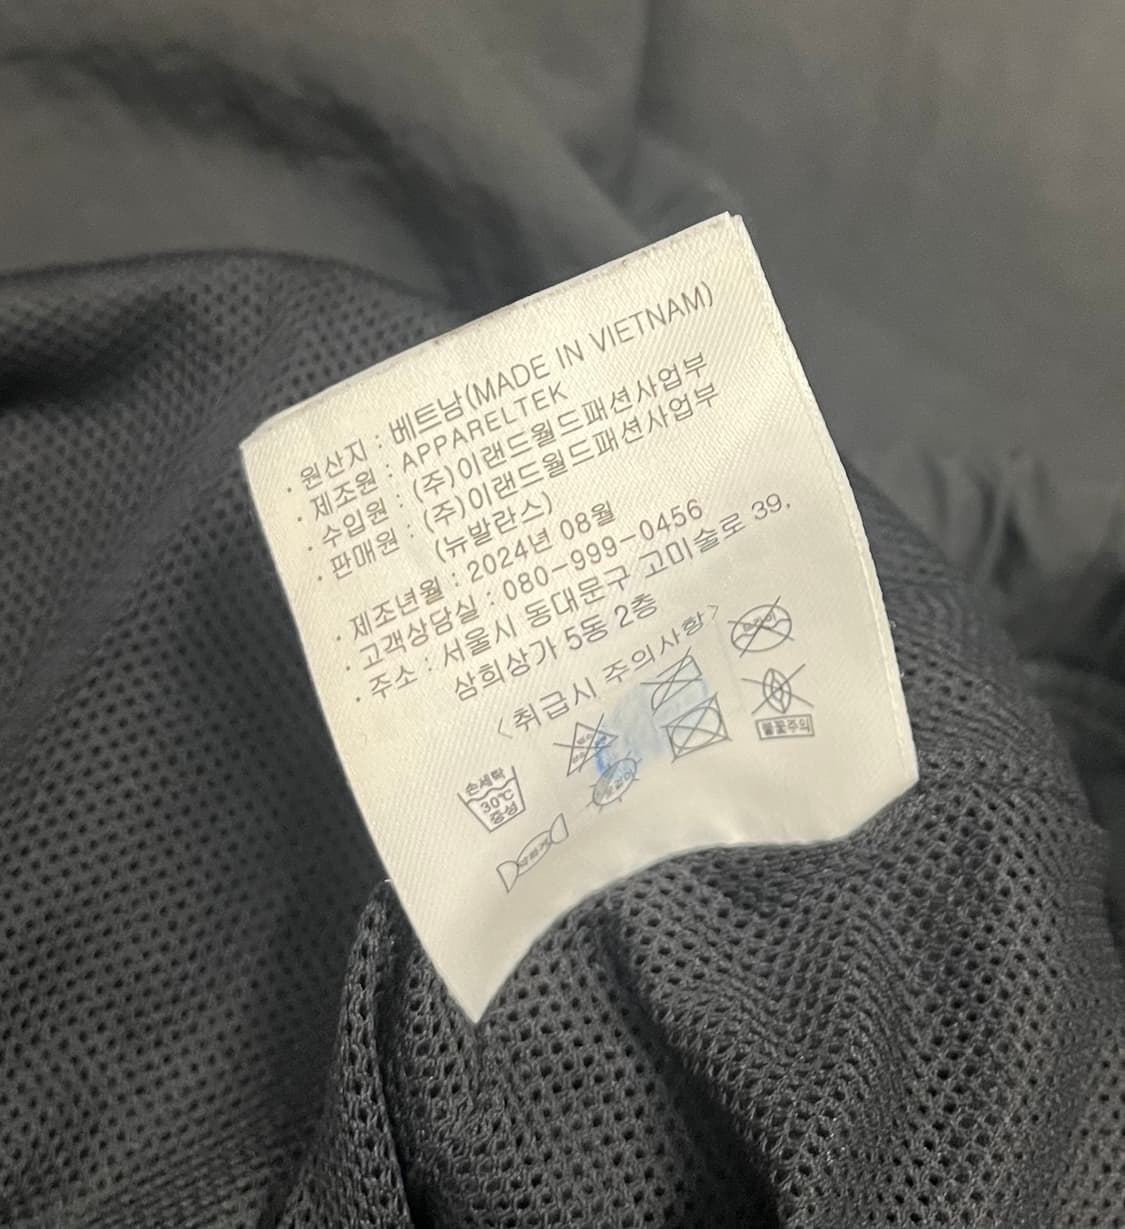 · 원산지 : 베트남(MADE IN VIETNAM)
· 제조원 : APPARELTEK
· 수입원 : (주)이랜드월드패션사업부
· 판매원 : (주)이랜드월드패션사업부
(뉴발란스)
· 제조년월 : 2024년 08월
· 고객상담실 : 080-999-0456
· 주소 : 서울시 동대문구 고미술로 39,
삼희상가 5동 2층
<취급시 주의사항>
손세탁
30℃
중성
드라이
불꽃주의